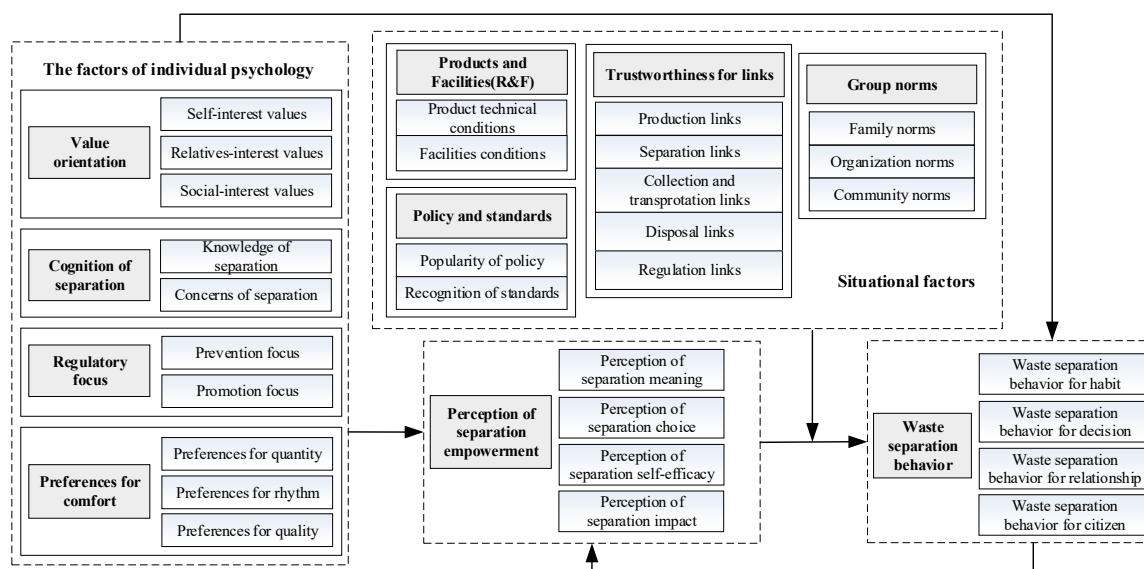 The factors of individual psychology
Value
orientation
Self-interest values
Relatives-interest values
Social-interest values
Cognition of
separation
Knowledge of
separation
Concerns of separation
Regulatory
focus
Prevention focus
Promotion focus
Preferences for
comfort
Preferences for quantity
Preferences for rhythm
Preferences for quality
Products and
Facilities(R&F)
Product technical
conditions
Facilities conditions
Policy and standards
Popularity of policy
Recognition of standards
Trustworthiness for links
Production links
Separation links
Collection and
transprotation links
Disposal links
Regulation links
Group norms
Family norms
Organization norms
Community norms
Situational factors
Perception of
separation
empowerment
Perception of
separation meaning
Perception of
separation choice
Perception of
separation self-efficacy
Perception of
separation impact
Waste
separation
behavior
Waste separation
behavior for habit
Waste separation
behavior for decision
Waste separation
behavior for relationship
Waste separation
behavior for citizen